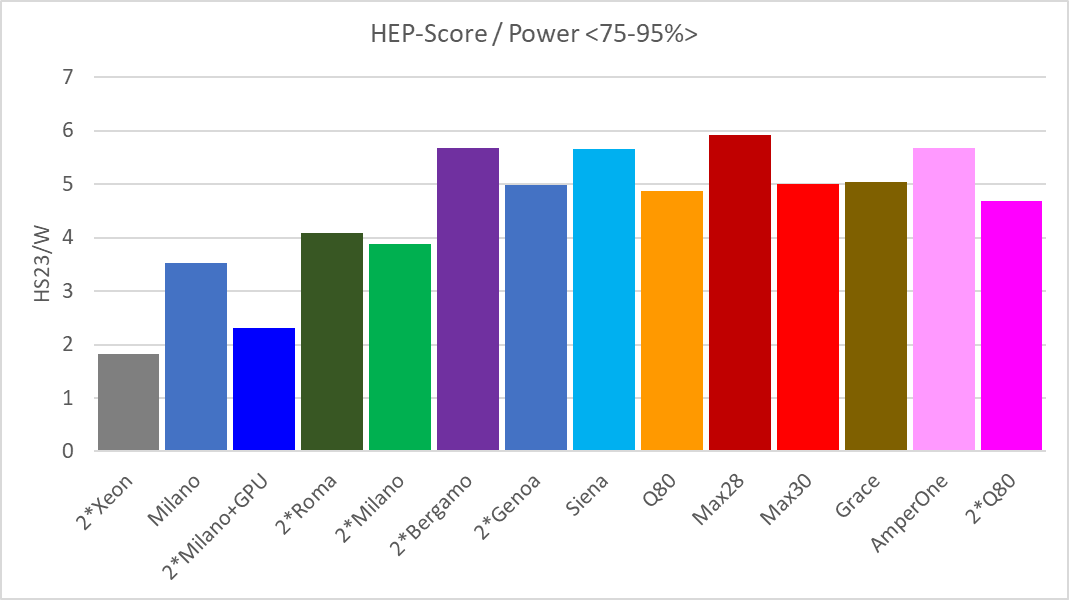 HEP-Score / Power <75-95%>
7
6
5
4
3
2
1
0
HS23/W
2*Xeon
Milano
2*Milano+GPU
2*Roma
2*Milano
2*Bergamo
2*Genoa
Siena
Q80
Max28
Max30
Grace
AmperOne
2*Q80